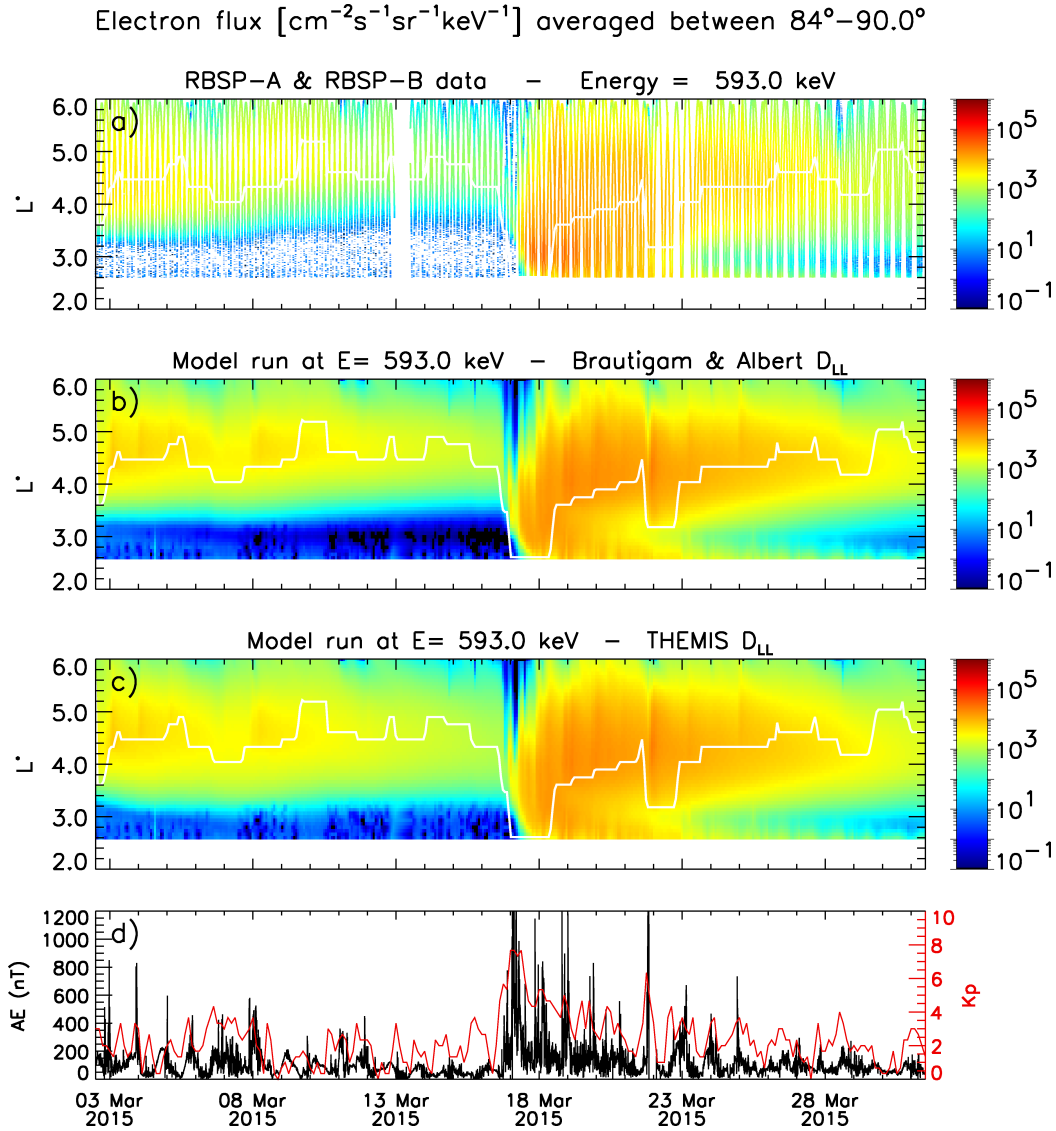 Electron flux [cm⁻²s⁻¹sr⁻¹keV⁻¹] averaged between 84°−90.0°
RBSP−A & RBSP−B data − Energy = 593.0 keV
a)
6.0
5.0
4.0
3.0
2.0
L*
10⁵
10³
10¹
10⁻¹
Model run at E= 593.0 keV − Brautigam & Albert D_LL
b)
6.0
5.0
4.0
3.0
2.0
L*
10⁵
10³
10¹
10⁻¹
Model run at E= 593.0 keV − THEMIS D_LL
c)
6.0
5.0
4.0
3.0
2.0
L*
10⁵
10³
10¹
10⁻¹
d)
1200
1000
800
600
400
200
0
AE (nT)
10
8
6
4
2
0
Kp
03 Mar 08 Mar 13 Mar 18 Mar 23 Mar 28 Mar
2015 2015 2015 2015 2015 2015